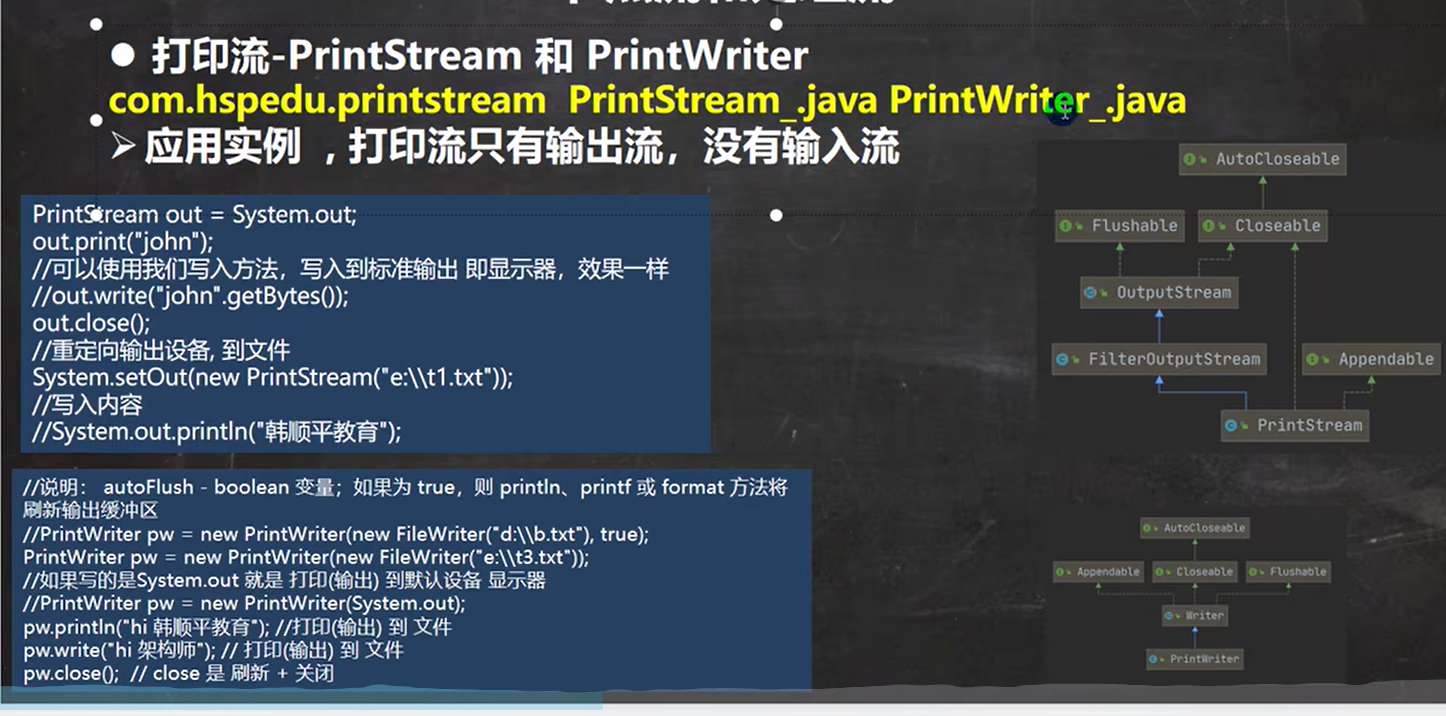 ● 打印流-PrintStream 和 PrintWriter
com.hspedu.printstream PrintStream_.java PrintWriter_.java
➢ 应用实例 , 打印流只有输出流，没有输入流
PrintStream out = System.out;
out.print("john");
//可以使用我们写入方法，写入到标准输出 即显示器，效果一样
//out.write("john".getBytes());
out.close();
//重定向输出设备, 到文件
System.setOut(new PrintStream("e:\\t1.txt"));
//写入内容
//System.out.println("韩顺平教育");
//说明： autoFlush - boolean 变量；如果为 true，则 println、printf 或 format 方法将
刷新输出缓冲区
//PrintWriter pw = new PrintWriter(new FileWriter("d:\\b.txt"), true);
PrintWriter pw = new PrintWriter(new FileWriter("e:\\t3.txt"));
//如果写的是System.out 就是 打印(输出) 到默认设备 显示器
//PrintWriter pw = new PrintWriter(System.out);
pw.println("hi 韩顺平教育"); //打印(输出) 到 文件
pw.write("hi 架构师"); // 打印(输出) 到 文件
pw.close(); // close 是 刷新 + 关闭
AutoCloseable
Flushable
Closeable
OutputStream
FilterOutputStream
Appendable
PrintStream
AutoCloseable
Appendable
Closeable
Flushable
Writer
PrintWriter